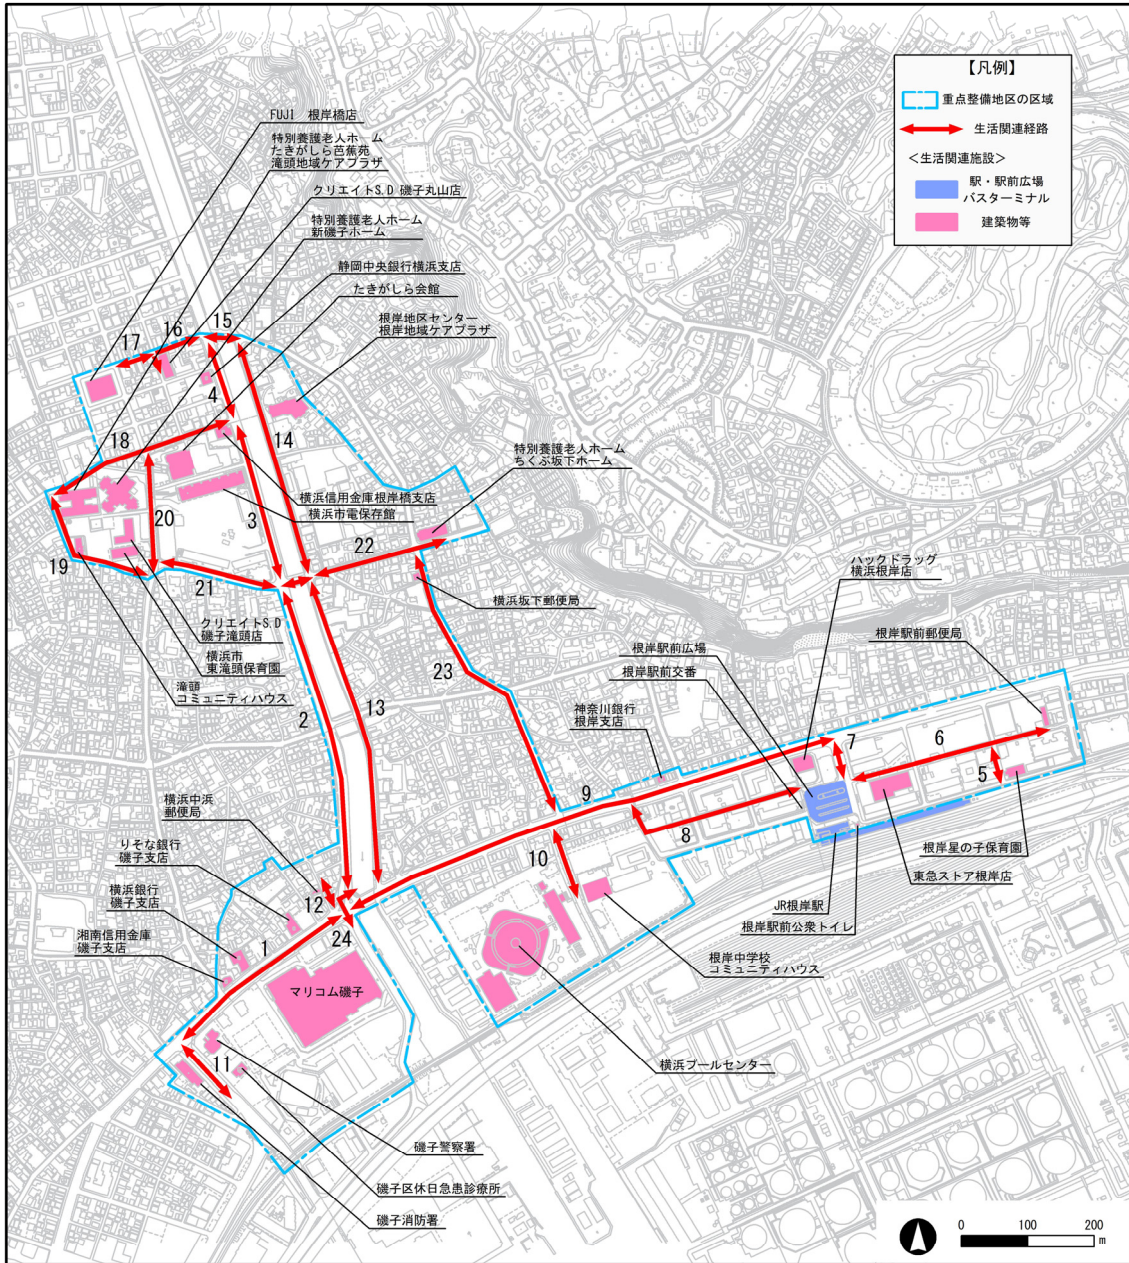 【凡例】
重点整備地区の区域
生活関連経路
＜生活関連施設＞
駅・駅前広場
バスターミナル
建築物等
FUJI 根岸橋店
特別養護老人ホーム
たきがしら芭蕉苑
滝頭地域ケアプラザ
クリエイトS.D 磯子丸山店
特別養護老人ホーム
新磯子ホーム
静岡中央銀行横浜支店
たきがしら会館
根岸地区センター
根岸地域ケアプラザ
17
16
15
4
14
18
特別養護老人ホーム
ちくぶ坂下ホーム
横浜信用金庫根岸橋支店
横浜市電保存館
3
20
22
19
21
横浜坂下郵便局
クリエイトS.D
磯子滝頭店
横浜市
東滝頭保育園
滝頭
コミュニティハウス
ハックドラッグ
横浜根岸店
根岸駅前郵便局
根岸駅前広場
根岸駅前交番
23
神奈川銀行
根岸支店
2
13
7
6
5
9
8
横浜中浜
郵便局
りそな銀行
磯子支店
横浜銀行
磯子支店
湘南信用金庫
磯子支店
10
12
1
24
根岸星の子保育園
東急ストア根岸店
JR根岸駅
根岸駅前公衆トイレ
根岸中学校
コミュニティハウス
マリコム磯子
11
横浜プールセンター
磯子警察署
磯子区休日急患診療所
磯子消防署
0 100 200
m